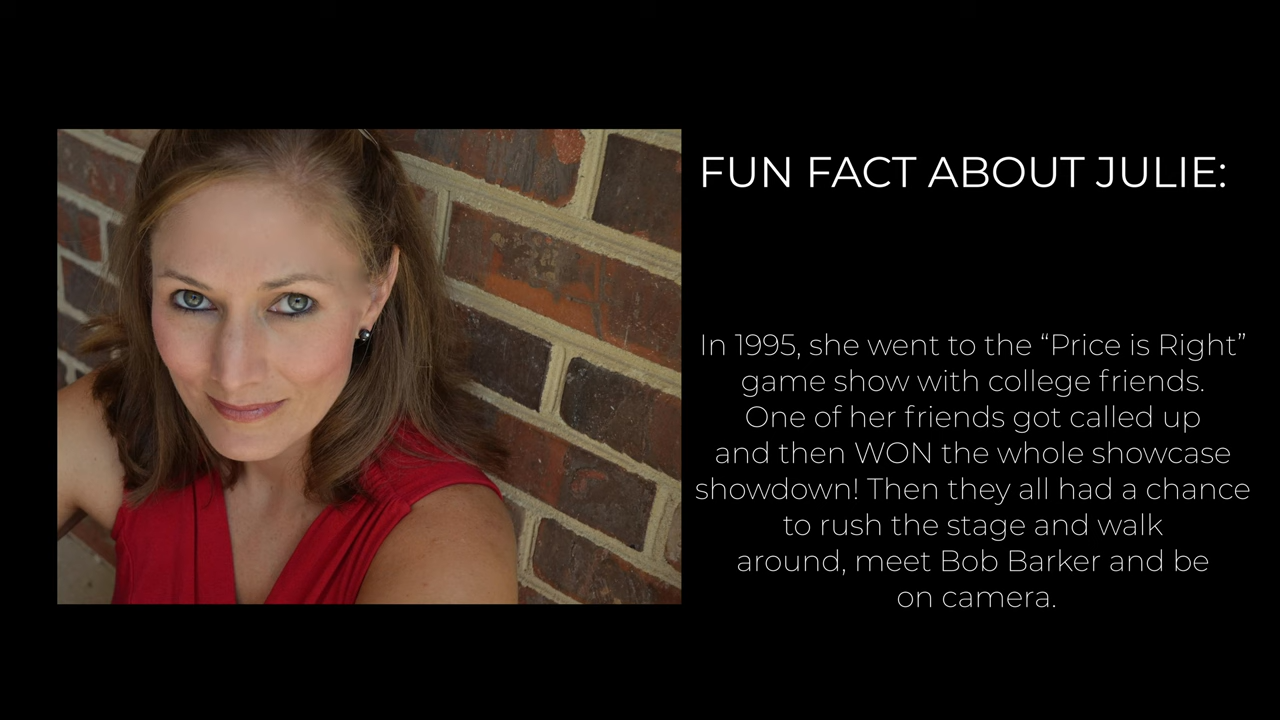 FUN FACT ABOUT JULIE:
In 1995, she went to the “Price is Right”
game show with college friends.
One of her friends got called up
and then WON the whole showcase
showdown! Then they all had a chance
to rush the stage and walk
around, meet Bob Barker and be
on camera.